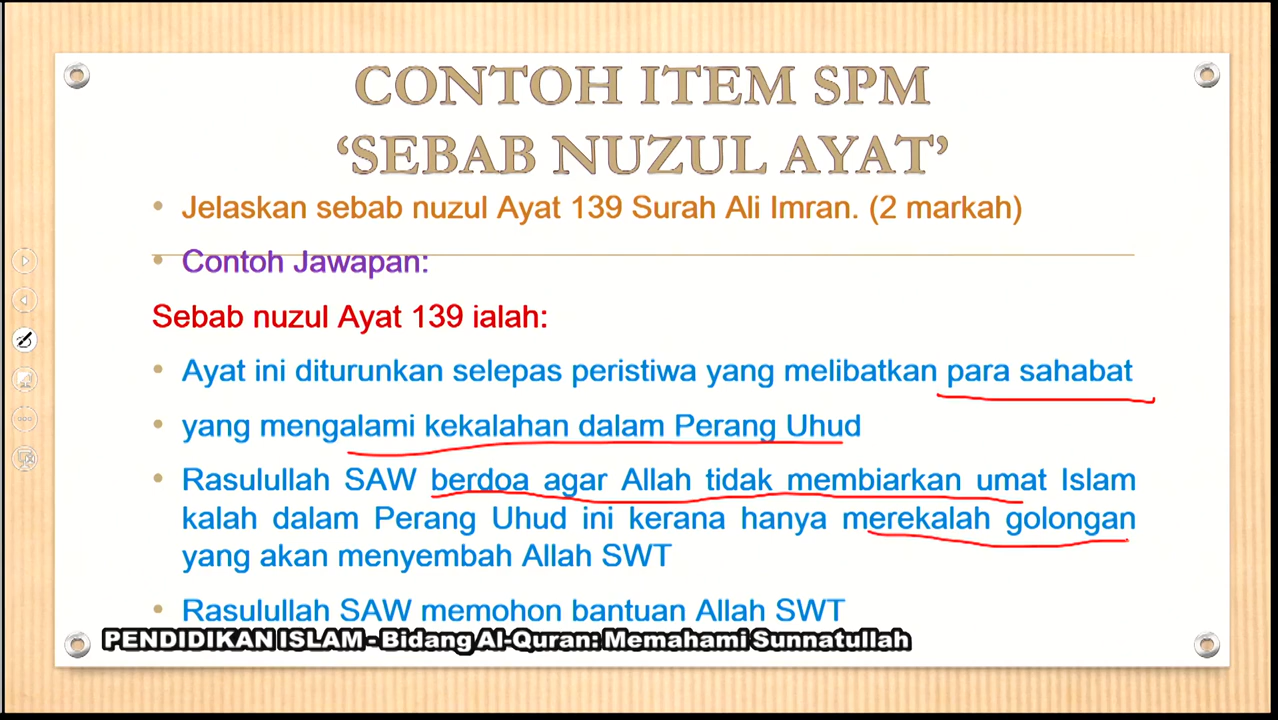 CONTOH ITEM SPM
‘SEBAB NUZUL AYAT’
• Jelaskan sebab nuzul Ayat 139 Surah Ali Imran. (2 markah)
• Contoh Jawapan:
Sebab nuzul Ayat 139 ialah:
• Ayat ini diturunkan selepas peristiwa yang melibatkan para sahabat
• yang mengalami kekalahan dalam Perang Uhud
• Rasulullah SAW berdoa agar Allah tidak membiarkan umat Islam
kalah dalam Perang Uhud ini kerana hanya merekalah golongan
yang akan menyembah Allah SWT
• Rasulullah SAW memohon bantuan Allah SWT
PENDIDIKAN ISLAM - Bidang Al-Quran: Memahami Sunnatullah